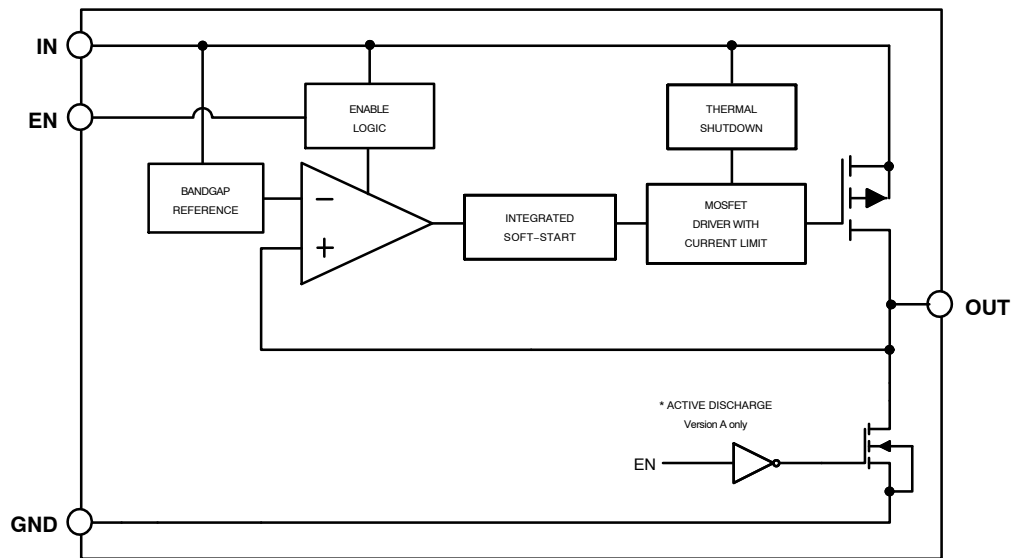 IN
EN
ENABLE
LOGIC
THERMAL
SHUTDOWN
BANDGAP
REFERENCE
−
+
INTEGRATED
SOFT−START
MOSFET
DRIVER WITH
CURRENT LIMIT
OUT
* ACTIVE DISCHARGE
Version A only
EN
GND